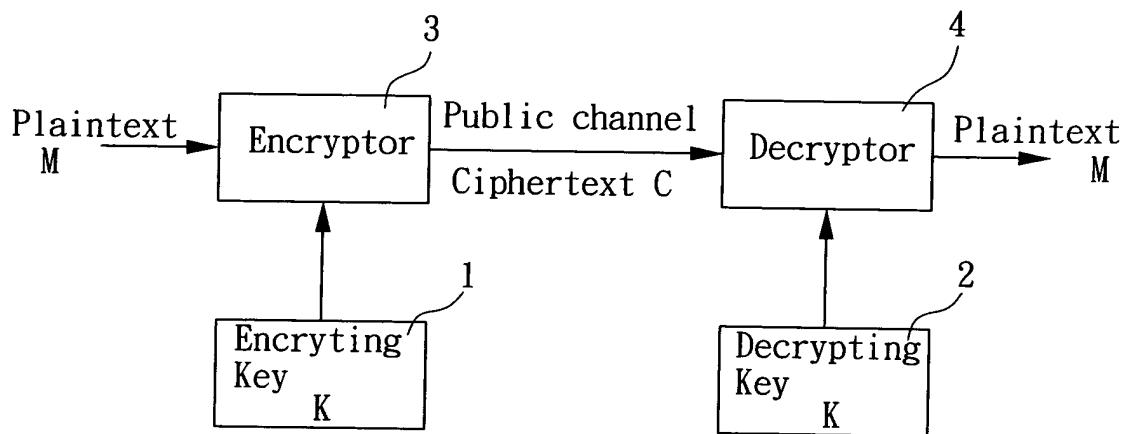 3
4
Plaintext
M
Encryptor
Public channel
Ciphertext C
Decryptor
Plaintext
M
1
2
Encryting
Key
K
Decrypting
Key
K